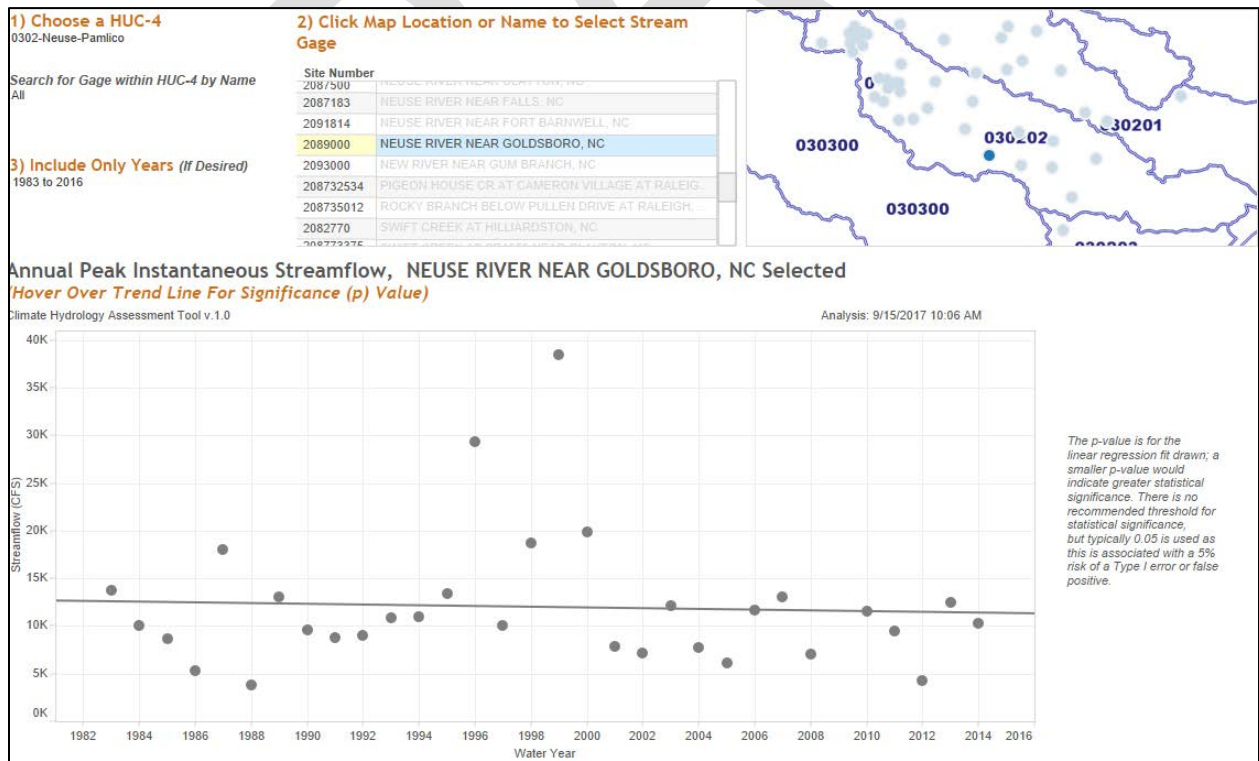 1) Choose a HUC-4
0302-Neuse-Pamlico
Search for Gage within HUC-4 by Name
All
3) Include Only Years (If Desired)
1983 to 2016
2) Click Map Location or Name to Select Stream
Gage
Site Number
2087500 NEUSE RIVER NEAR CLAYTON, NC
2087183 NEUSE RIVER NEAR FALLS, NC
2091814 NEUSE RIVER NEAR FORT BARNWELL, NC
2089000 NEUSE RIVER NEAR GOLDSBORO, NC
2093000 NEW RIVER NEAR GUM BRANCH, NC
208732534 PIGEON HOUSE CR AT CAMERON VILLAGE AT RALEIG..
208735012 ROCKY BRANCH BELOW PULLEN DRIVE AT RALEIGH,
2082770 SWIFT CREEK AT HILLIARDSTON, NC
208773375
0
030300
030202
030201
030300
Annual Peak Instantaneous Streamflow, NEUSE RIVER NEAR GOLDSBORO, NC Selected
(Hover Over Trend Line For Significance (p) Value)
Climate Hydrology Assessment Tool v.1.0
Analysis: 9/15/2017 10:06 AM
40K
35K
30K
25K
20K
15K
10K
5K
0K
Streamflow (CFS)
1982 1984 1986 1988 1990 1992 1994 1996 1998 2000 2002 2004 2006 2008 2010 2012 2014 2016
Water Year
The p-value is for the
linear regression fit drawn; a
smaller p-value would
indicate greater statistical
significance. There is no
recommended threshold for
statistical significance,
but typically 0.05 is used as
this is associated with a 5%
risk of a Type I error or false
positive.